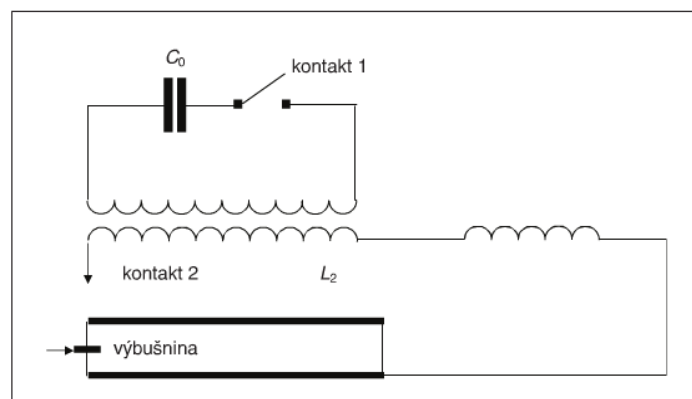 C₀
kontakt 1
kontakt 2
L₂
výbušnina